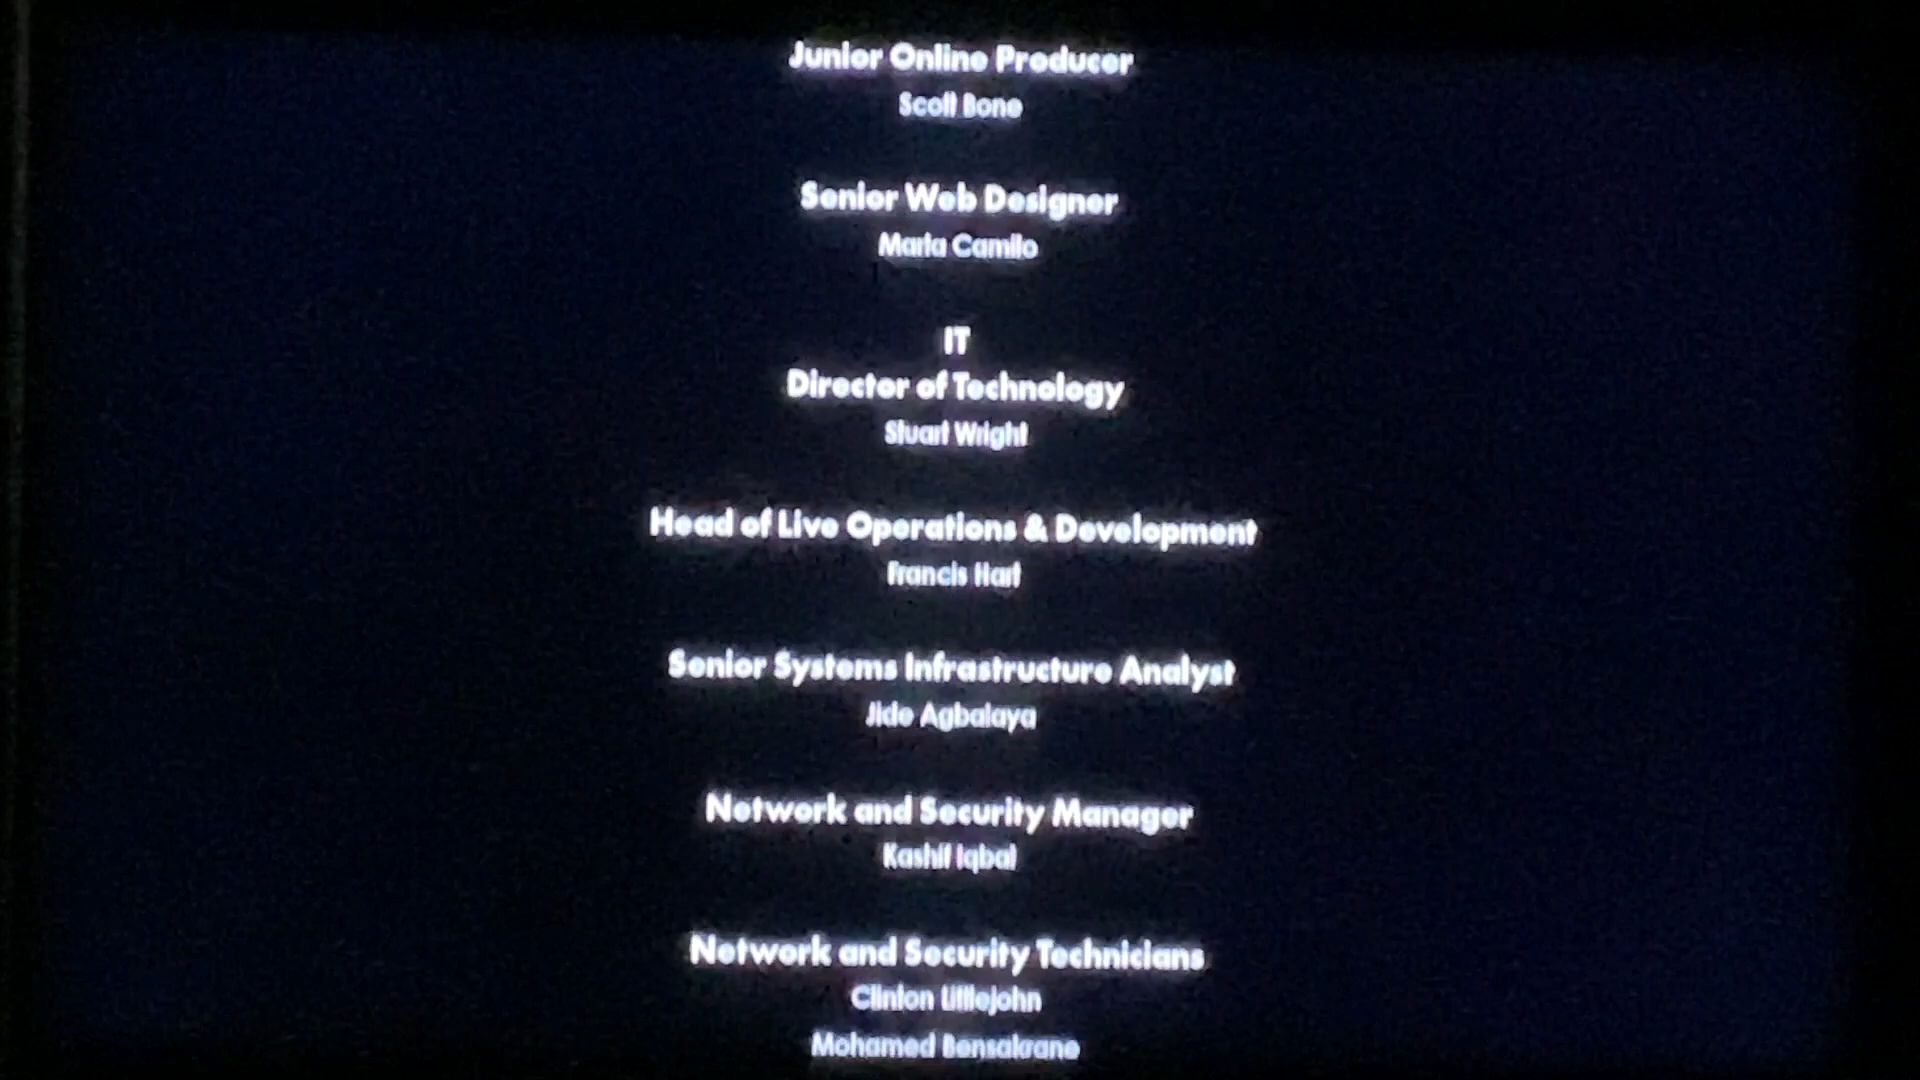 Junior Online Producer
Scott Bone
Senior Web Designer
Marla Camilo
IT
Director of Technology
Stuart Wright
Head of Live Operations & Development
Francis Hart
Senior Systems Infrastructure Analyst
Jide Agbalaya
Network and Security Manager
Kashif Iqbal
Network and Security Technicians
Clinton Littlejohn
Mohamed Bensakrane